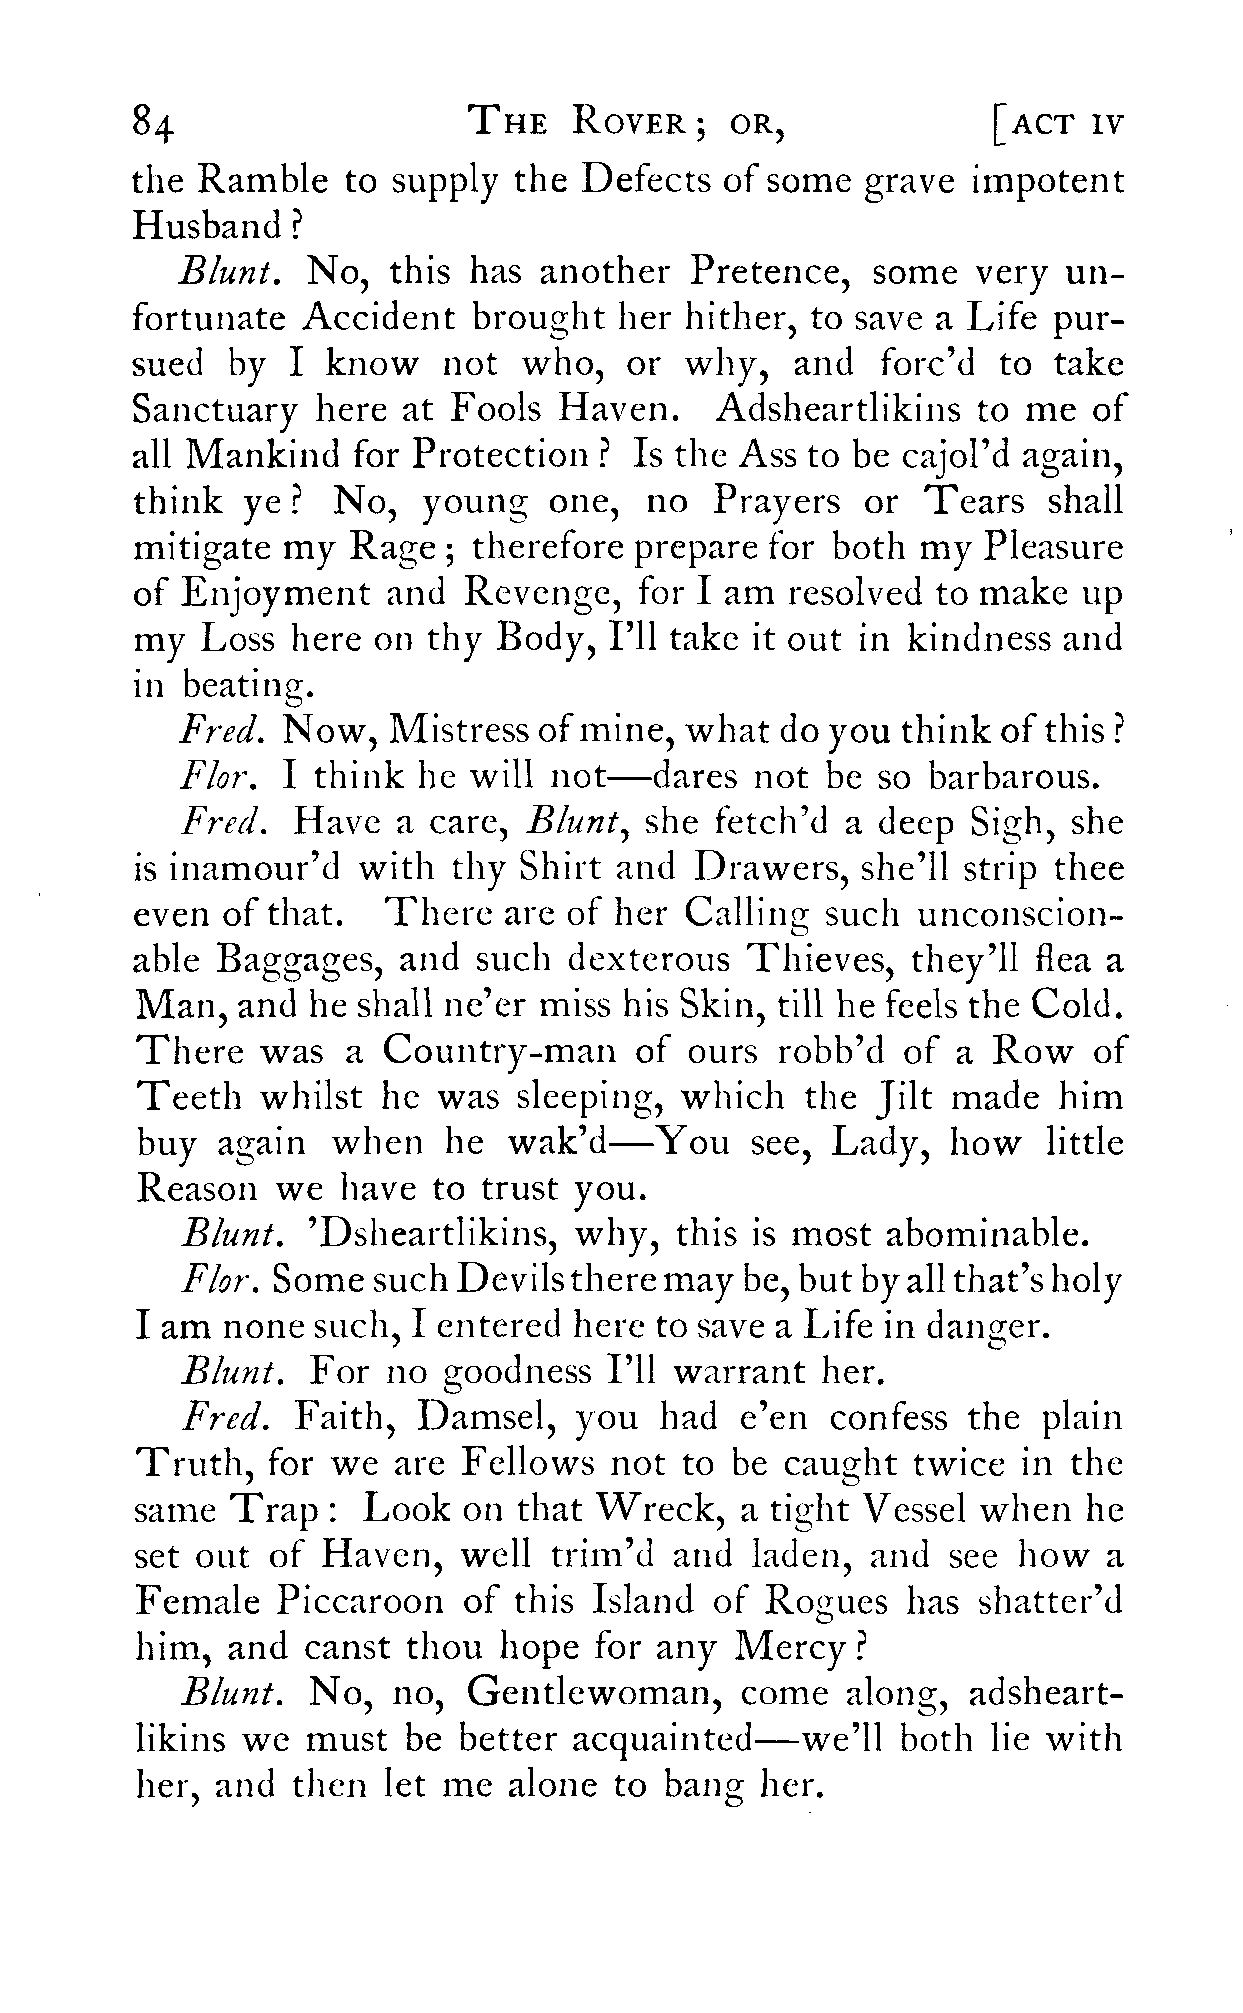 84 THE ROVER; OR, [ACT IV
the Ramble to supply the Defects of some grave impotent
Husband?
Blunt. No, this has another Pretence, some very un-
fortunate Accident brought her hither, to save a Life pur-
sued by I know not who, or why, and forc'd to take
Sanctuary here at Fools Haven. Adsheartlikins to me of
all Mankind for Protection? Is the Ass to be cajol'd again,
think ye? No, young one, no Prayers or Tears shall
mitigate my Rage; therefore prepare for both my Pleasure
of Enjoyment and Revenge, for I am resolved to make up
my Loss here on thy Body, I'll take it out in kindness and
in beating.
Fred. Now, Mistress of mine, what do you think of this?
Flor. I think he will not—dares not be so barbarous.
Fred. Have a care, Blunt, she fetch'd a deep Sigh, she
is inamour'd with thy Shirt and Drawers, she'll strip thee
even of that. There are of her Calling such unconscion-
able Baggages, and such dexterous Thieves, they'll flea a
Man, and he shall ne'er miss his Skin, till he feels the Cold.
There was a Country-man of ours robb'd of a Row of
Teeth whilst he was sleeping, which the Jilt made him
buy again when he wak'd—You see, Lady, how little
Reason we have to trust you.
Blunt. 'Dsheartlikins, why, this is most abominable.
Flor. Some such Devils there may be, but by all that's holy
I am none such, I entered here to save a Life in danger.
Blunt. For no goodness I'll warrant her.
Fred. Faith, Damsel, you had e'en confess the plain
Truth, for we are Fellows not to be caught twice in the
same Trap: Look on that Wreck, a tight Vessel when he
set out of Haven, well trim'd and laden, and see how a
Female Piccaroon of this Island of Rogues has shatter'd
him, and canst thou hope for any Mercy?
Blunt. No, no, Gentlewoman, come along, adsheart-
likins we must be better acquainted—we'll both lie with
her, and then let me alone to bang her.